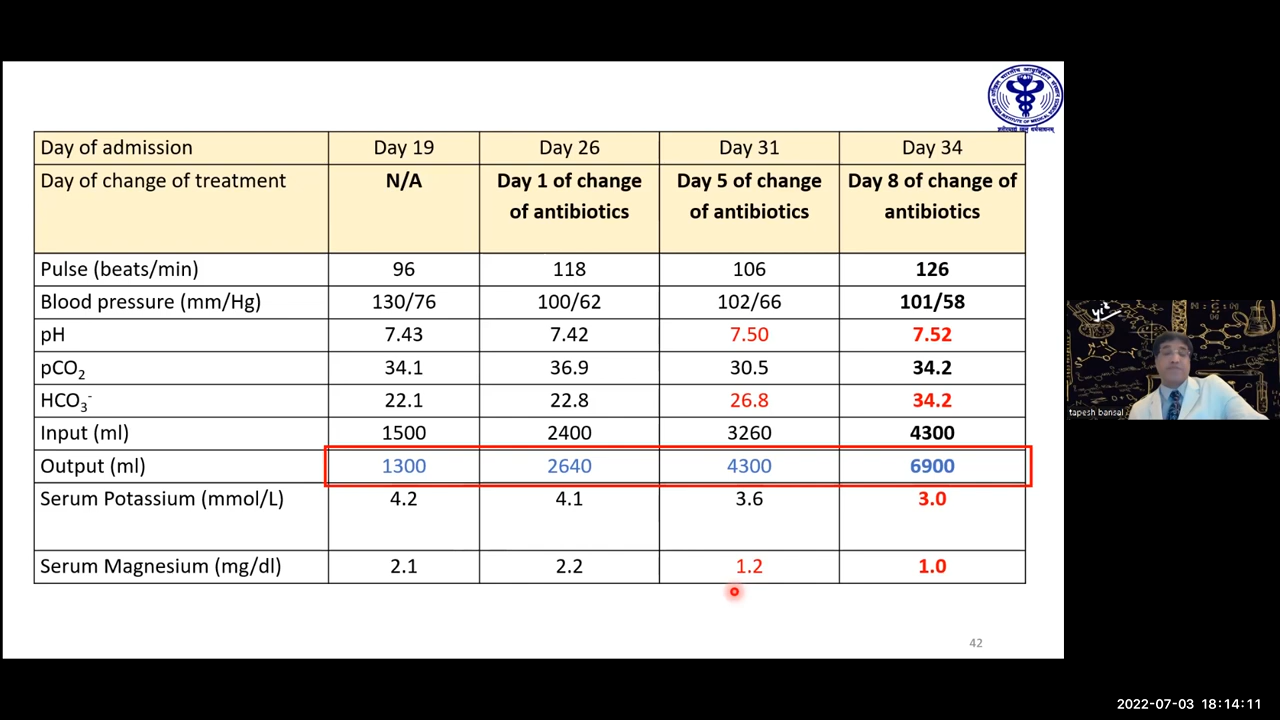 Day of admission Day 19 Day 26 Day 31 Day 34
Day of change of treatment N/A Day 1 of change of antibiotics Day 5 of change of antibiotics Day 8 of change of antibiotics
Pulse (beats/min) 96 118 106 126
Blood pressure (mm/Hg) 130/76 100/62 102/66 101/58
pH 7.43 7.42 7.50 7.52
pCO₂ 34.1 36.9 30.5 34.2
HCO₃⁻ 22.1 22.8 26.8 34.2
Input (ml) 1500 2400 3260 4300
Output (ml) 1300 2640 4300 6900
Serum Potassium (mmol/L) 4.2 4.1 3.6 3.0
Serum Magnesium (mg/dl) 2.1 2.2 1.2 1.0
42
tapesh bansal
2022-07-03 18:14:11